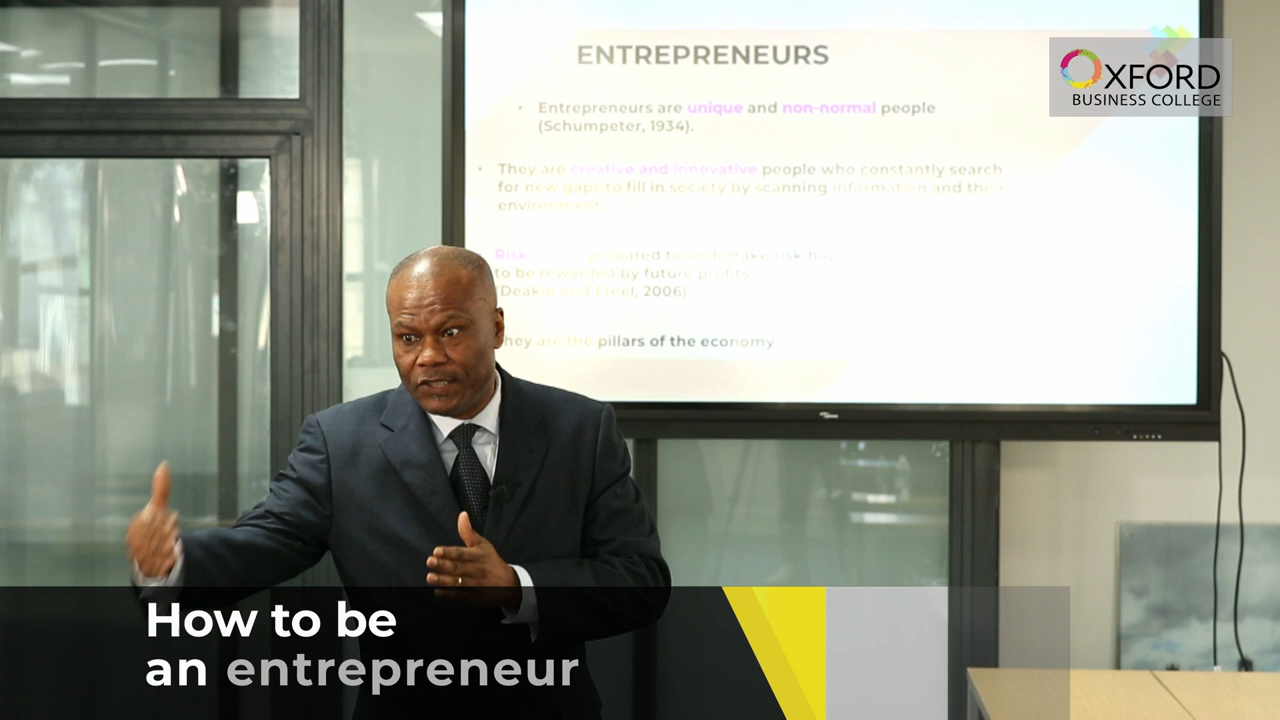 ENTREPRENEURS
OXFORD
BUSINESS COLLEGE
• Entrepreneurs are unique and non-normal people
(Schumpeter, 1934).
• They are creative and innovative people who constantly search
for new gaps to fill in society by scanning information and their
environment.
Risk prepared to undertake risk
to be rewarded by future profits
(Deakin and Freel, 2006)
They are the pillars of the economy
How to be
an entrepreneur